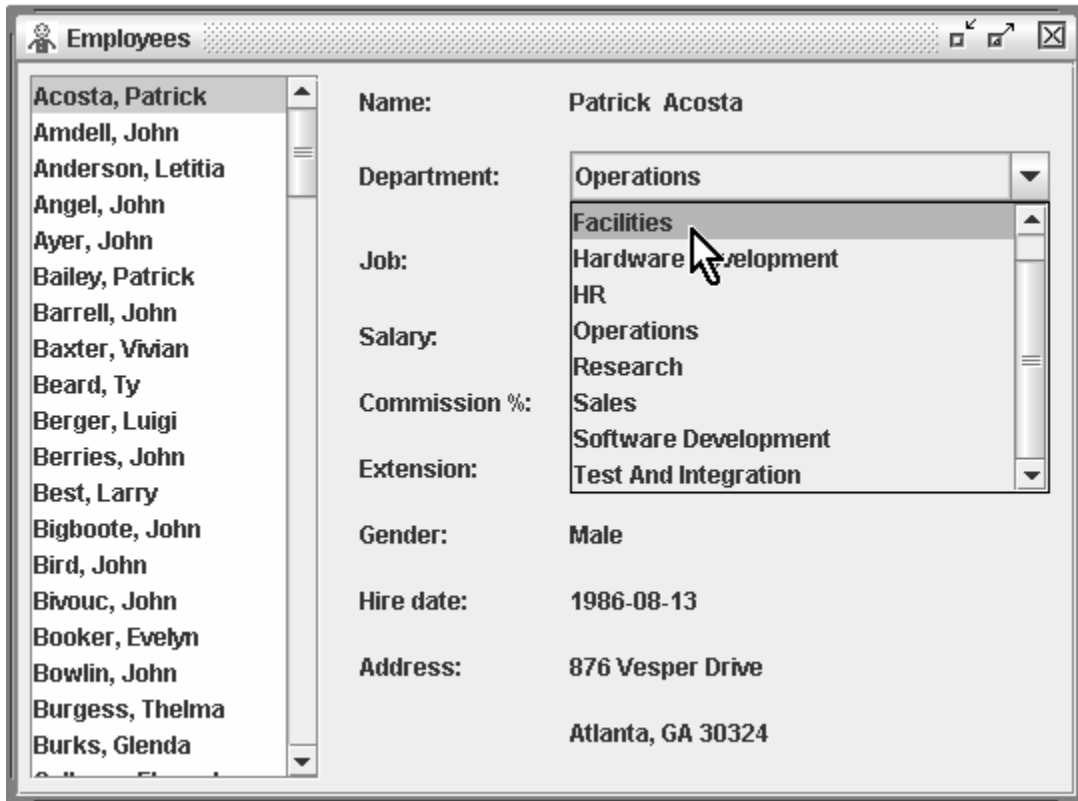 Employees
Acosta, Patrick
Amdell, John
Anderson, Letitia
Angel, John
Ayer, John
Bailey, Patrick
Barrell, John
Baxter, Vivian
Beard, Ty
Berger, Luigi
Berries, John
Best, Larry
Bigboote, John
Bird, John
Bivouc, John
Booker, Evelyn
Bowlin, John
Burgess, Thelma
Burks, Glenda
Name: Patrick Acosta
Department: Operations
Facilities
Hardware
HR
Operations
Research
Sales
Software Development
Test And Integration
Job:
Salary:
Commission %:
Extension:
Gender: Male
Hire date: 1986-08-13
Address: 876 Vesper Drive
Atlanta, GA 30324